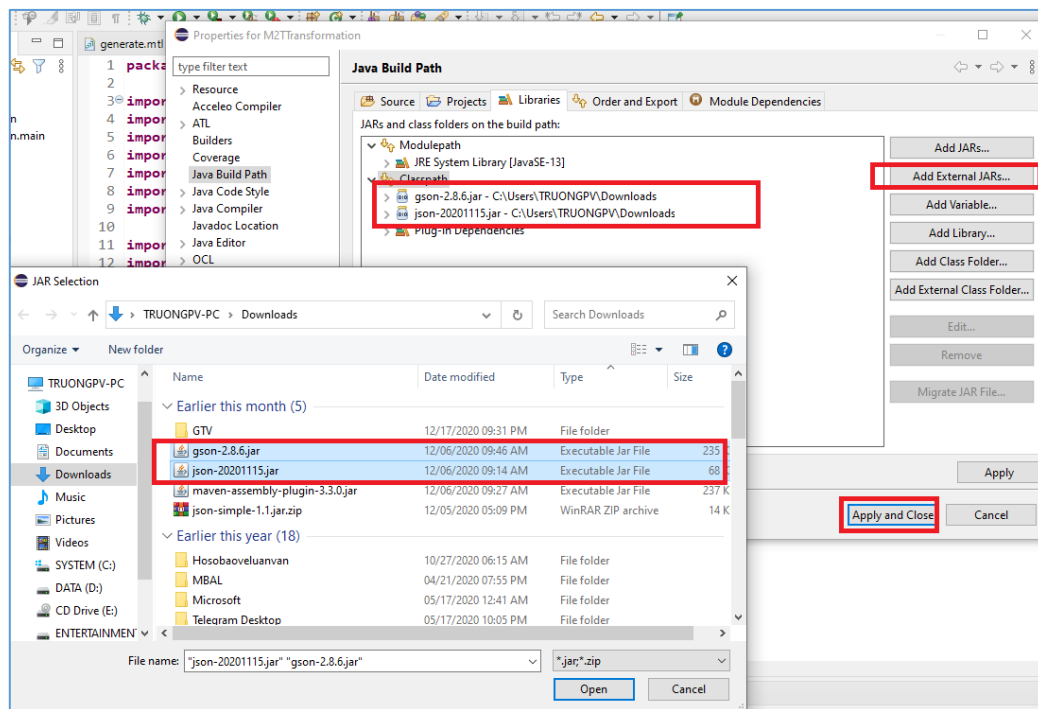 generate.mtl
Properties for M2TTransformation
type filter text
Java Build Path
Resource
Acceleo Compiler
ATL
Builders
Coverage
Java Build Path
Java Code Style
Java Compiler
Javadoc Location
Java Editor
OCL
Source
Projects
Libraries
Order and Export
Module Dependencies
JARs and class folders on the build path:
Modulepath
JRE System Library [JavaSE-13]
Classpath
gson-2.8.6.jar - C:\Users\TRUONGPV\Downloads
json-20201115.jar - C:\Users\TRUONGPV\Downloads
Plug-in Dependencies
Add JARs...
Add External JARs...
Add Variable...
Add Library...
Add Class Folder...
Add External Class Folder...
Edit...
Remove
Migrate JAR File...
Apply
Apply and Close
Cancel
n
n.main
1 packa
2
3 impor
4 impor
5 impor
6 impor
7 impor
8 impor
9 impor
10
11 impor
12 impor
JAR Selection
TRUONGPV-PC > Downloads
Search Downloads
Organize
New folder
TRUONGPV-PC
3D Objects
Desktop
Documents
Downloads
Music
Pictures
Videos
SYSTEM (C:)
DATA (D:)
CD Drive (E:)
ENTERTAINMEN
Name Date modified Type Size
Earlier this month (5)
GTV 12/17/2020 09:31 PM File folder
gson-2.8.6.jar 12/06/2020 09:46 AM Executable Jar File 235
json-20201115.jar 12/06/2020 09:14 AM Executable Jar File 68
maven-assembly-plugin-3.3.0.jar 12/06/2020 09:27 AM Executable Jar File 237 K
json-simple-1.1.jar.zip 12/05/2020 05:09 PM WinRAR ZIP archive 14 K
Earlier this year (18)
Hosobaoveluanvan 10/27/2020 06:15 AM File folder
MBAL 04/21/2020 07:55 PM File folder
Microsoft 05/17/2020 12:41 AM File folder
Telegram Desktop 05/17/2020 10:05 PM File folder
File name: "json-20201115.jar" "gson-2.8.6.jar"
*.jar;*.zip
Open
Cancel